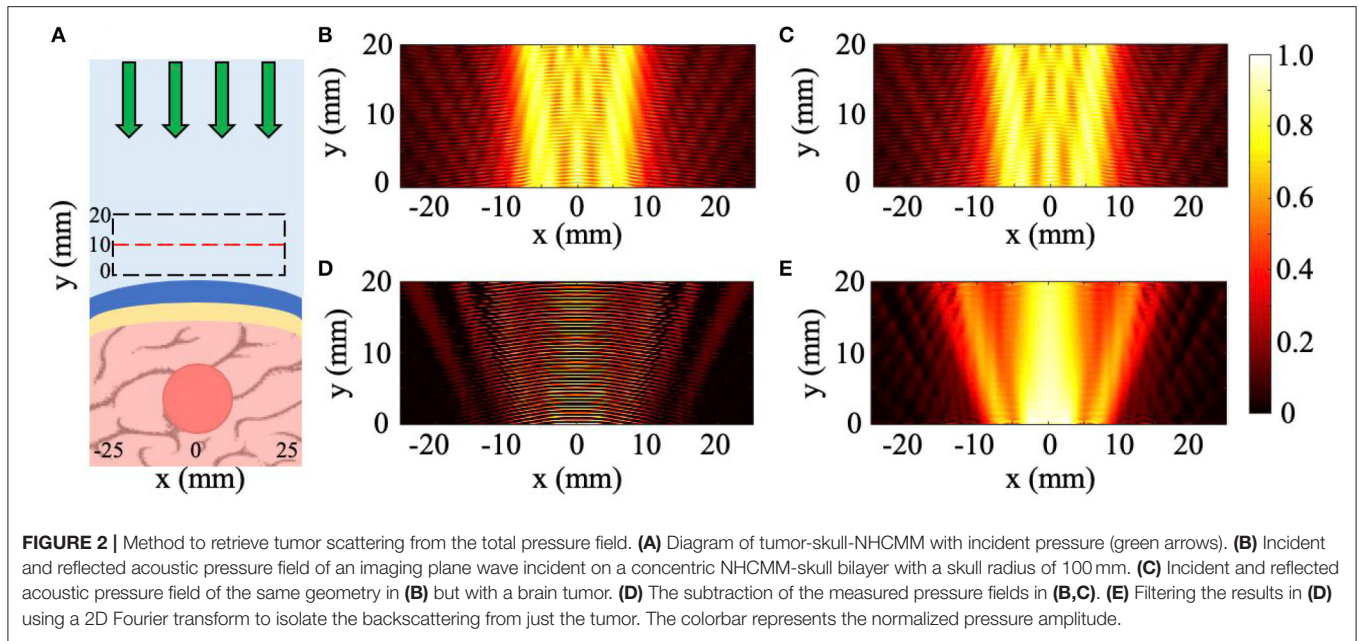 A
20
10
0
y (mm)
-25
0
25
x (mm)
B
20
10
0
y (mm)
-20
-10
0
10
20
x (mm)
C
20
10
0
y (mm)
-20
-10
0
10
20
x (mm)
1.0
0.8
0.6
0.4
0.2
0
D
20
10
0
y (mm)
-20
-10
0
10
20
x (mm)
E
20
10
0
y (mm)
-20
-10
0
10
20
x (mm)
FIGURE 2 | Method to retrieve tumor scattering from the total pressure field. (A) Diagram of tumor-skull-NHCMM with incident pressure (green arrows). (B) Incident
and reflected acoustic pressure field of an imaging plane wave incident on a concentric NHCMM-skull bilayer with a skull radius of 100 mm. (C) Incident and reflected
acoustic pressure field of the same geometry in (B) but with a brain tumor. (D) The subtraction of the measured pressure fields in (B,C). (E) Filtering the results in (D)
using a 2D Fourier transform to isolate the backscattering from just the tumor. The colorbar represents the normalized pressure amplitude.